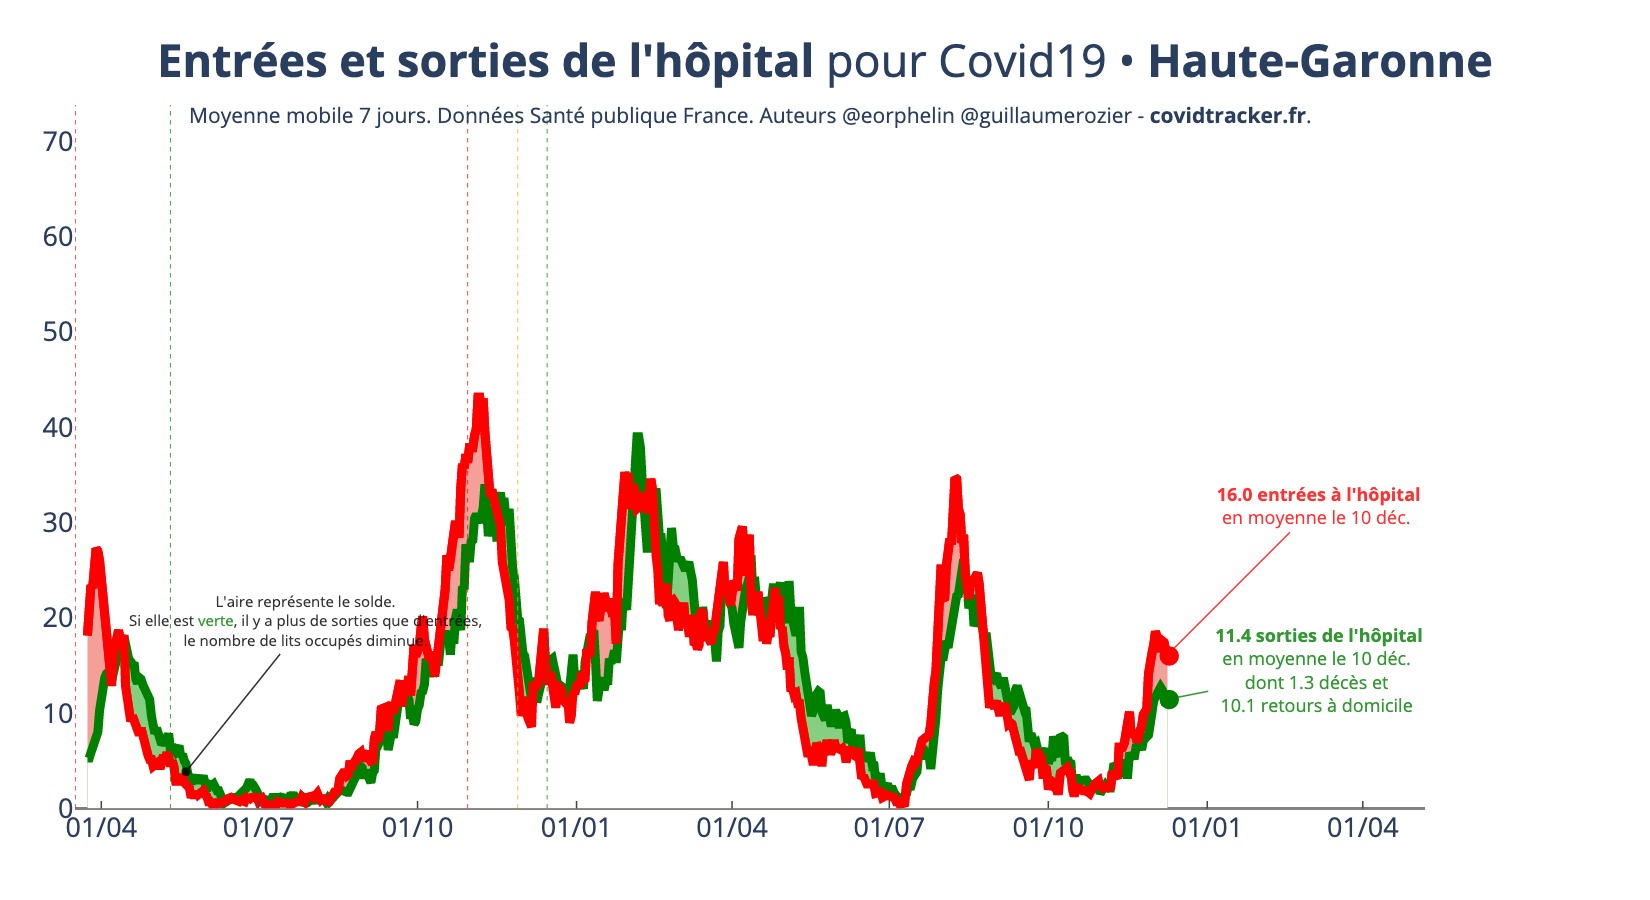 Entrées et sorties de l'hôpital pour Covid19 • Haute-Garonne
Moyenne mobile 7 jours. Données Santé publique France. Auteurs @eorphelin @guillaumerozier - covidtracker.fr.
70
60
50
40
30
20
10
0
L'aire représente le solde.
Si elle est verte, il y a plus de sorties que d'entrées,
le nombre de lits occupés diminue.
16.0 entrées à l'hôpital
en moyenne le 10 déc.
11.4 sorties de l'hôpital
en moyenne le 10 déc.
dont 1.3 décès et
10.1 retours à domicile
01/04 01/07 01/10 01/01 01/04 01/07 01/10 01/01 01/04